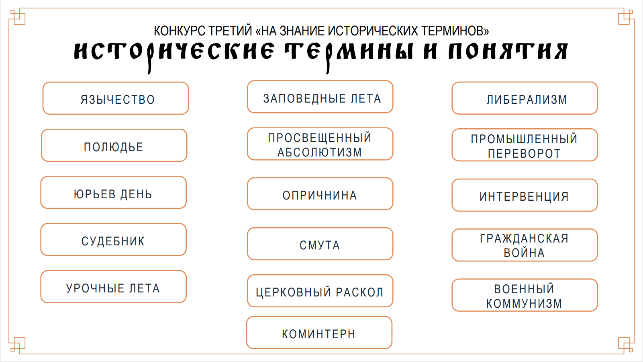 КОНКУРС ТРЕТИЙ «НА ЗНАНИЕ ИСТОРИЧЕСКИХ ТЕРМИНОВ»
ИСТОРИЧЕСКИЕ ТЕРМИНЫ И ПОНЯТИЯ
ЯЗЫЧЕСТВО
ПОЛЮДЬЕ
ЮРЬЕВ ДЕНЬ
СУДЕБНИК
УРОЧНЫЕ ЛЕТА
ЗАПОВЕДНЫЕ ЛЕТА
ПРОСВЕЩЕННЫЙ
АБСОЛЮТИЗМ
ОПРИЧНИНА
СМУТА
ЦЕРКОВНЫЙ РАСКОЛ
КОМИНТЕРН
ЛИБЕРАЛИЗМ
ПРОМЫШЛЕННЫЙ
ПЕРЕВОРОТ
ИНТЕРВЕНЦИЯ
ГРАЖДАНСКАЯ
ВОЙНА
ВОЕННЫЙ
КОММУНИЗМ